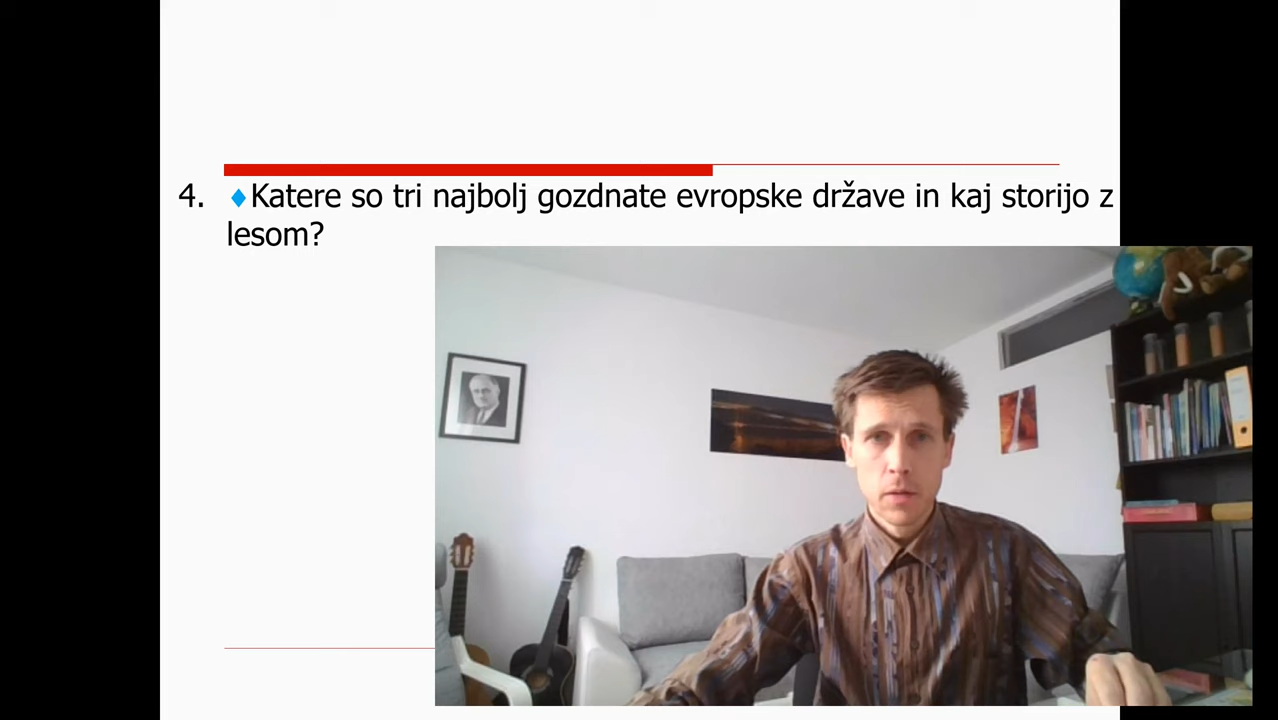 4. ♦Katere so tri najbolj gozdnate evropske države in kaj storijo z
lesom?